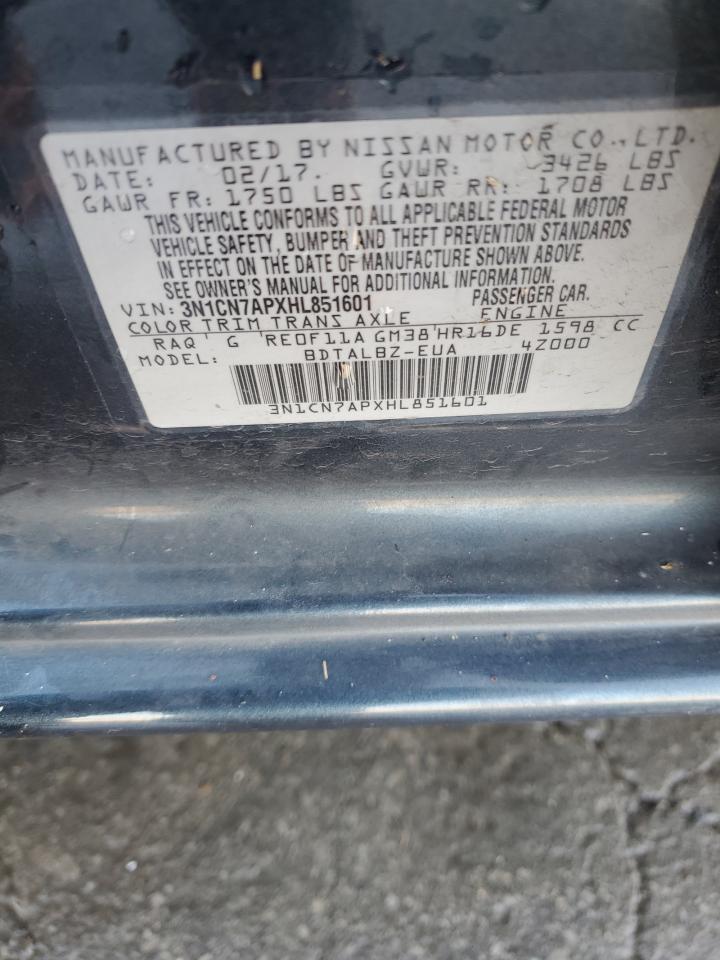 MANUFACTURED BY NISSAN MOTOR CO., LTD.
DATE: 02/17. GVWR: 3426 LBS
GAWR FR: 1750 LBS GAWR RR: 1708 LBS
THIS VEHICLE CONFORMS TO ALL APPLICABLE FEDERAL MOTOR
VEHICLE SAFETY, BUMPER AND THEFT PREVENTION STANDARDS
IN EFFECT ON THE DATE OF MANUFACTURE SHOWN ABOVE.
SEE OWNER'S MANUAL FOR ADDITIONAL INFORMATION.
VIN: 3N1CN7APXHL851601 PASSENGER CAR.
COLOR TRIM TRANS AXLE ENGINE
RAQ' G 'RE0F11A GM38'HR16DE 1598 CC
MODEL: BDTALBZ-EUA 4Z000
3N1CN7APXHL851601